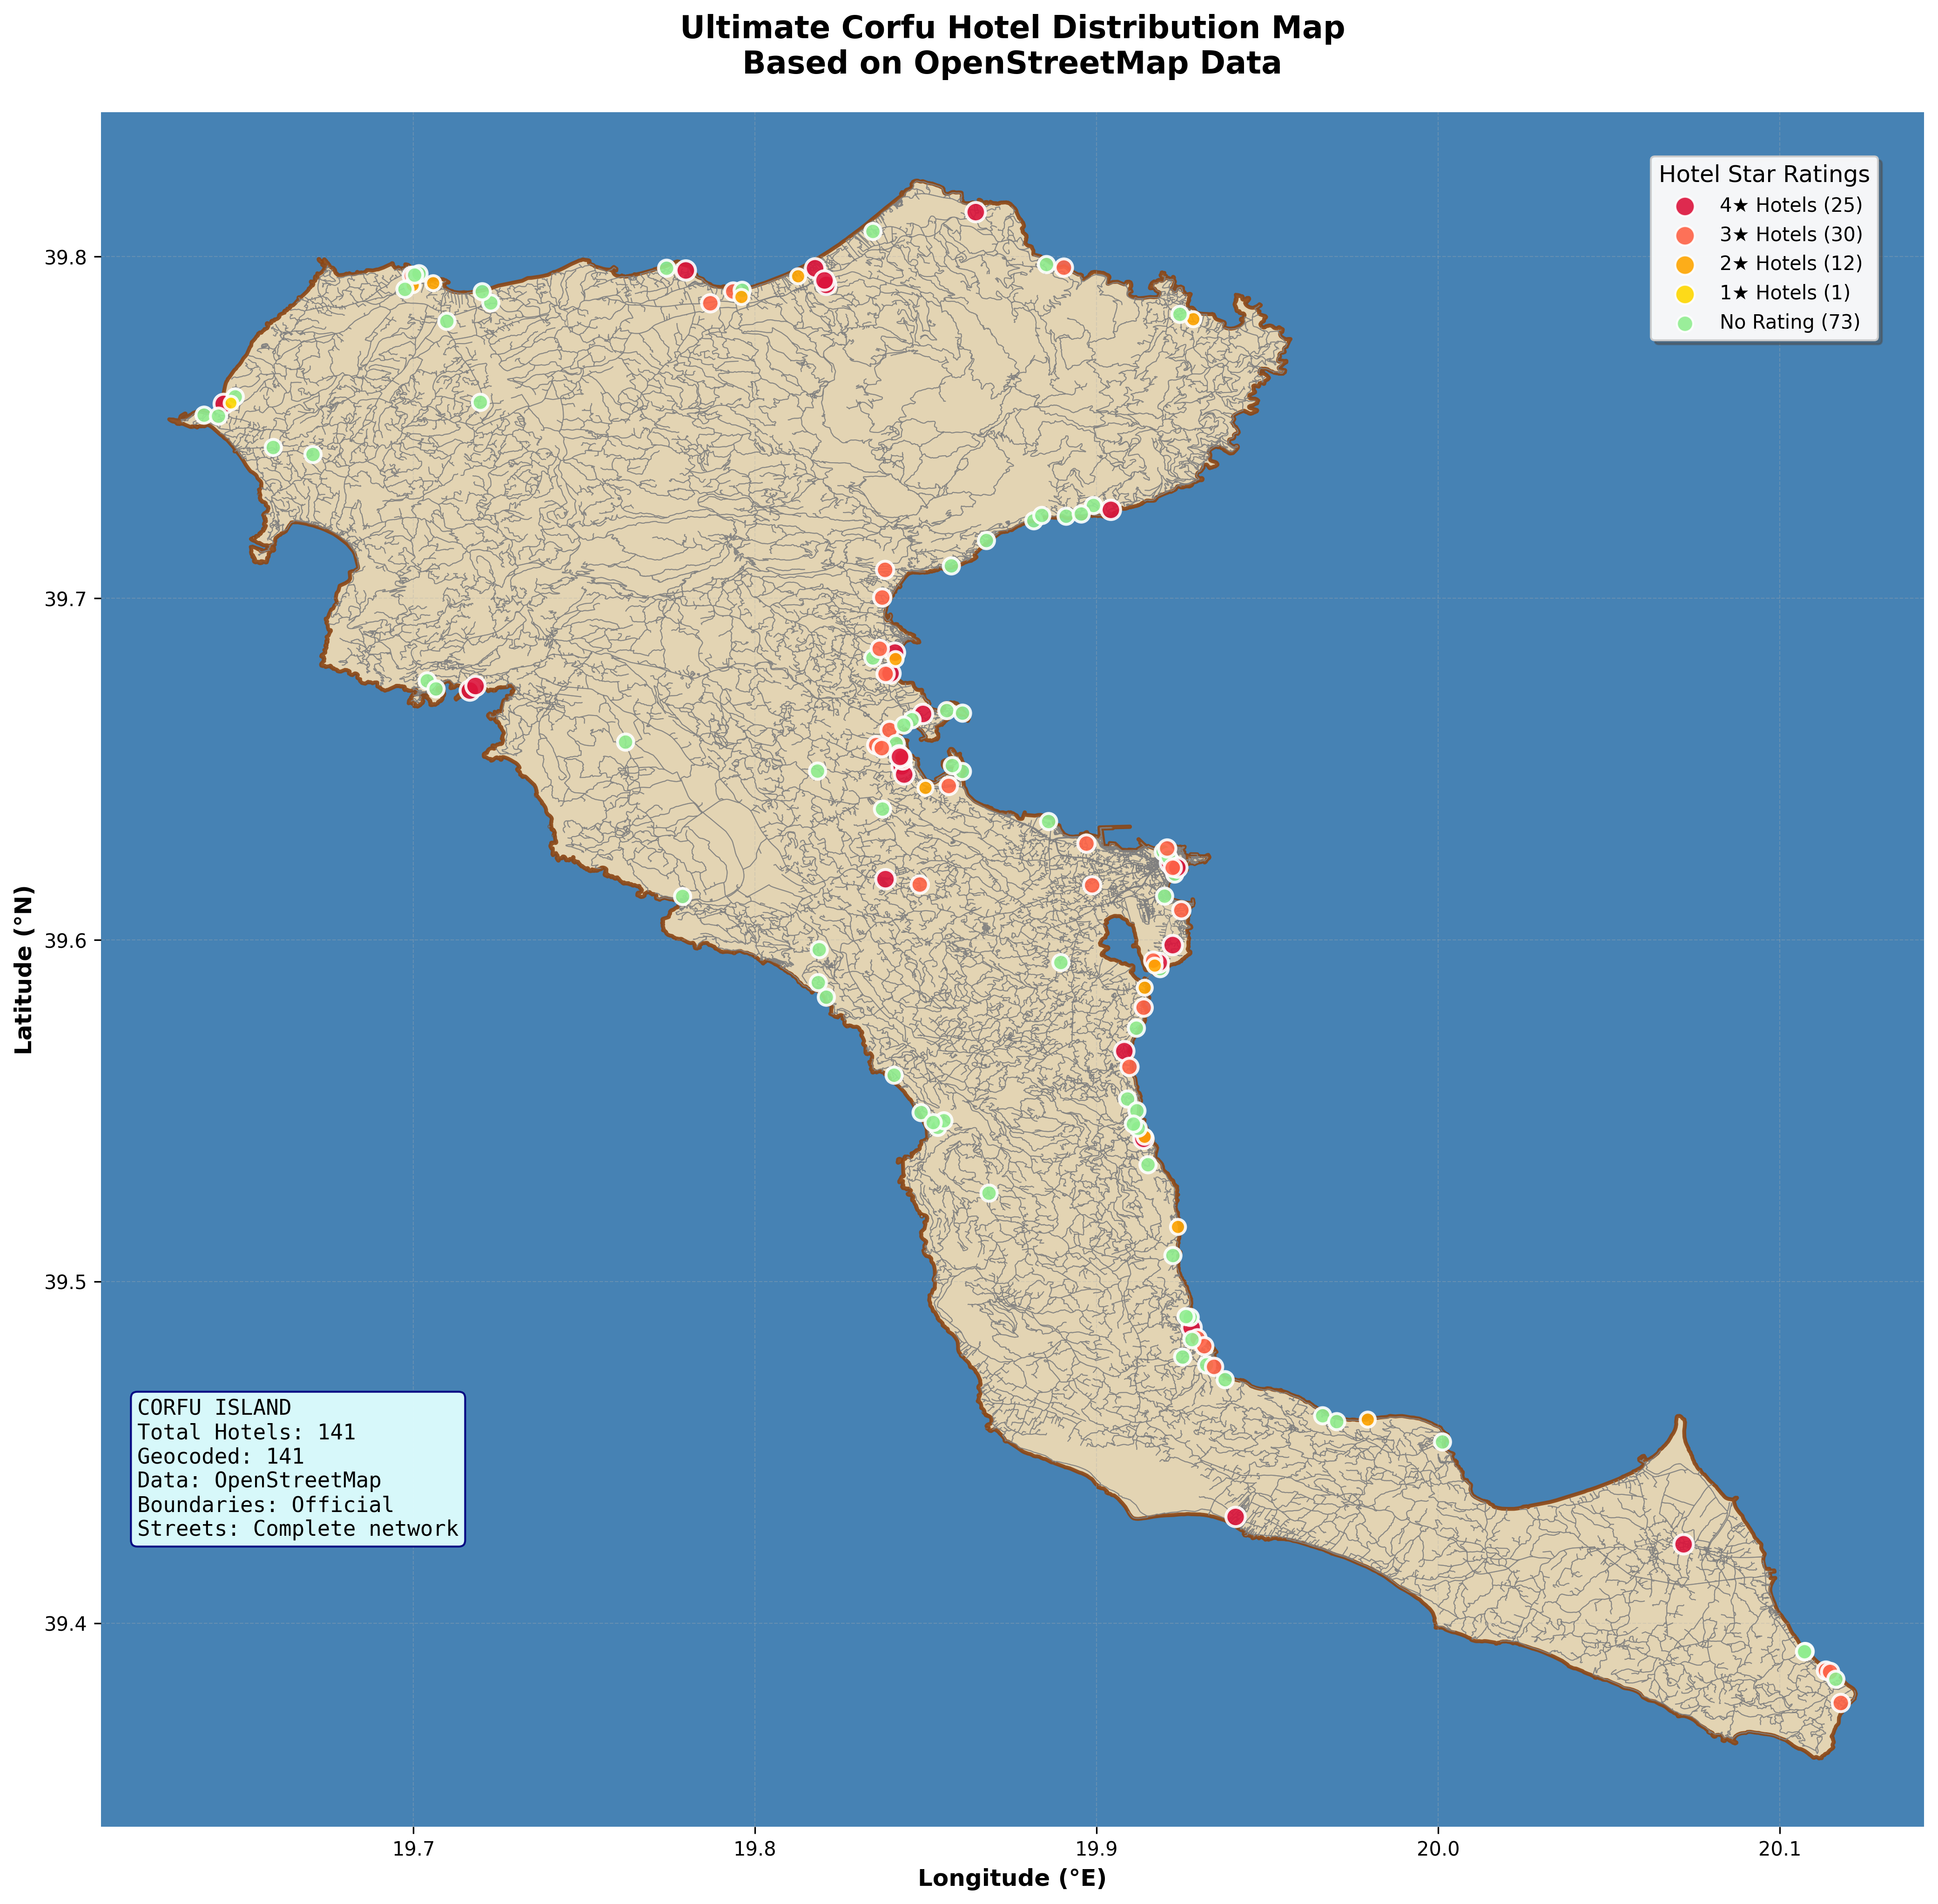 Ultimate Corfu Hotel Distribution Map
Based on OpenStreetMap Data
Hotel Star Ratings
4★ Hotels (25)
3★ Hotels (30)
2★ Hotels (12)
1★ Hotels (1)
No Rating (73)
39.8
39.7
39.6
39.5
39.4
Latitude (°N)
CORFU ISLAND
Total Hotels: 141
Geocoded: 141
Data: OpenStreetMap
Boundaries: Official
Streets: Complete network
19.7 19.8 19.9 20.0 20.1
Longitude (°E)